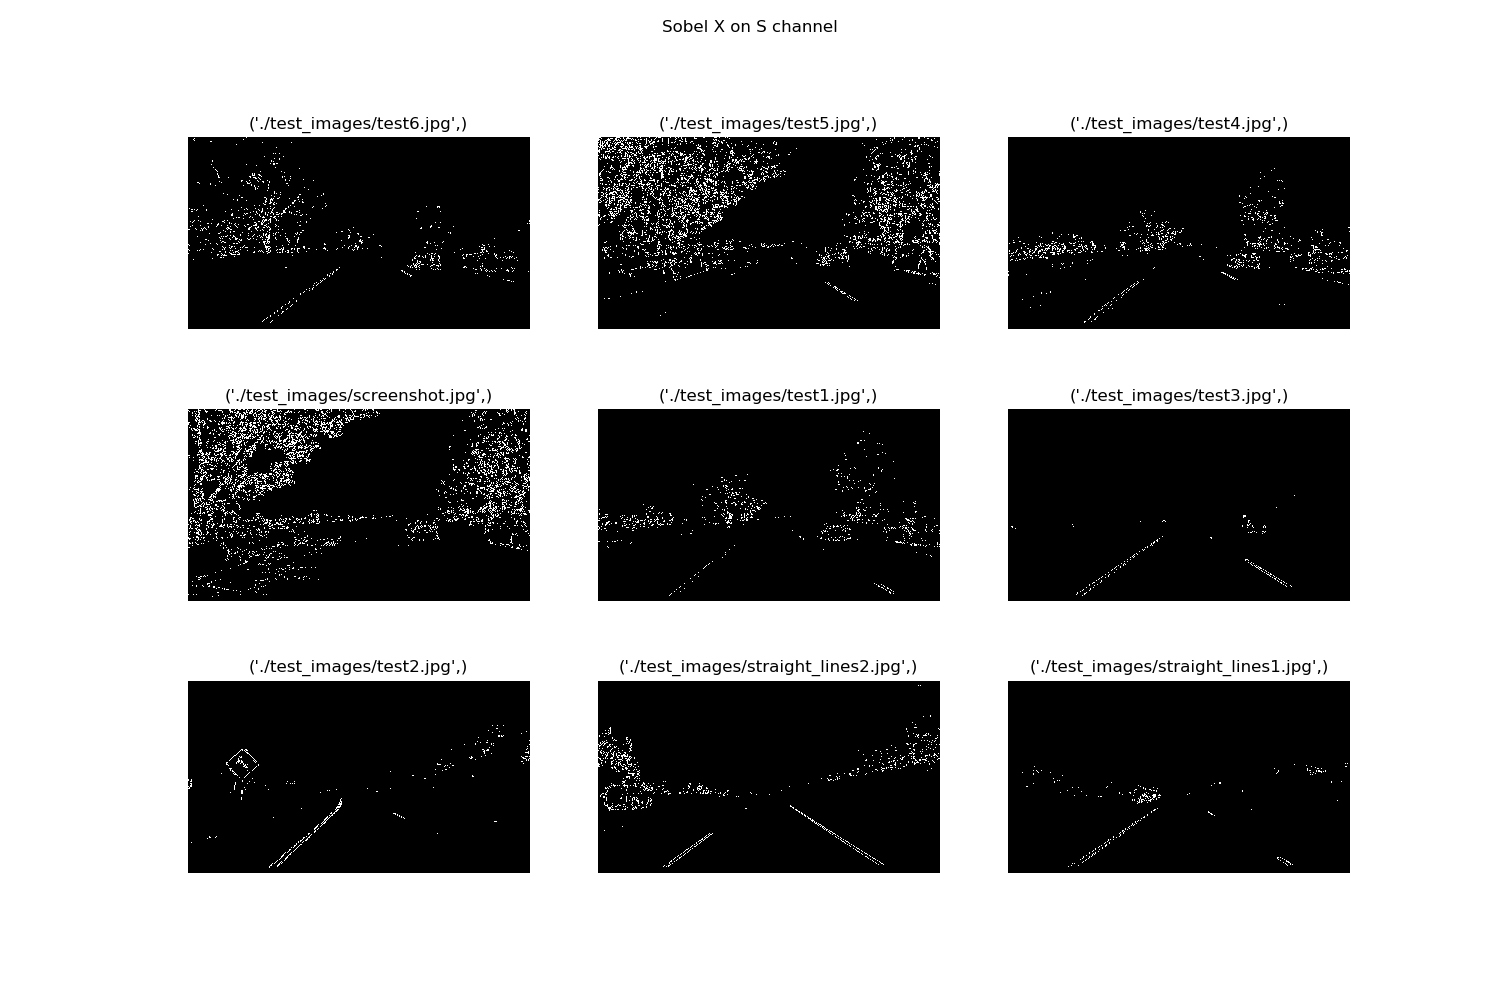 Sobel X on S channel
('./test_images/test6.jpg',)
('./test_images/test5.jpg',)
('./test_images/test4.jpg',)
('./test_images/screenshot.jpg',)
('./test_images/test1.jpg',)
('./test_images/test3.jpg',)
('./test_images/test2.jpg',)
('./test_images/straight_lines2.jpg',)
('./test_images/straight_lines1.jpg',)